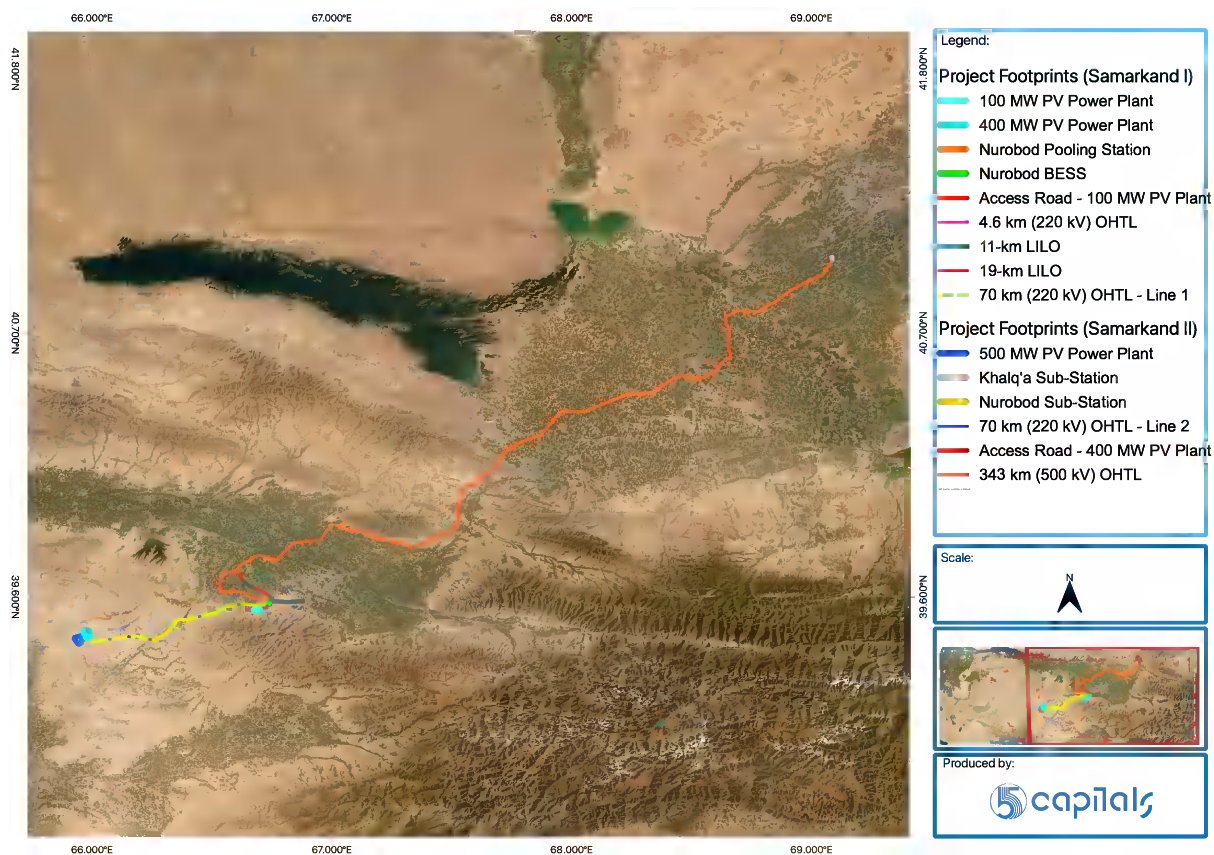 66.000°E 67.000°E 68.000°E 69.000°E
41.800°N
41.800°N
40.700°N
40.700°N
39.600°N
39.600°N
66.000°E 67.000°E 68.000°E 69.000°E
Legend:
Project Footprints (Samarkand I)
100 MW PV Power Plant
400 MW PV Power Plant
Nurobod Pooling Station
Nurobod BESS
Access Road - 100 MW PV Plant
4.6 km (220 kV) OHTL
11-km LILO
19-km LILO
70 km (220 kV) OHTL - Line 1
Project Footprints (Samarkand II)
500 MW PV Power Plant
Khalq'a Sub-Station
Nurobod Sub-Station
70 km (220 kV) OHTL - Line 2
Access Road - 400 MW PV Plant
343 km (500 kV) OHTL
Scale:
N
Produced by:
5 capitals